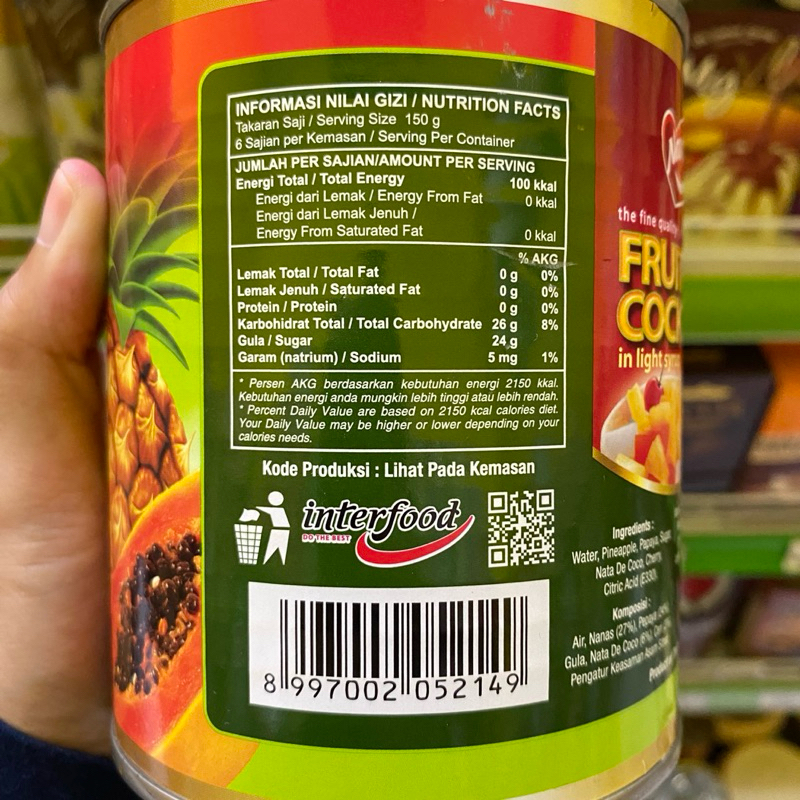 INFORMASI NILAI GIZI / NUTRITION FACTS
Takaran Saji / Serving Size 150 g
6 Sajian per Kemasan / Serving Per Container
JUMLAH PER SAJIAN/AMOUNT PER SERVING
Energi Total / Total Energy 100 kkal
Energi dari Lemak / Energy From Fat 0 kkal
Energi dari Lemak Jenuh /
Energy From Saturated Fat 0 kkal
% AKG
Lemak Total / Total Fat 0 g 0%
Lemak Jenuh / Saturated Fat 0 g 0%
Protein / Protein 0 g 0%
Karbohidrat Total / Total Carbohydrate 26 g 8%
Gula / Sugar 24 g
Garam (natrium) / Sodium 5 mg 1%
* Persen AKG berdasarkan kebutuhan energi 2150 kkal.
Kebutuhan energi anda mungkin lebih tinggi atau lebih rendah.
* Percent Daily Value are based on 2150 kcal calories diet.
Your Daily Value may be higher or lower depending on your
calories needs.
Kode Produksi : Lihat Pada Kemasan
interfood
DO THE BEST
8 997002 052149
the fine quality
FRU
COC
in light
Ingredients :
Water, Pineapple, Papaya, Sugar,
Nata De Coco, Cherry,
Citric Acid (E330)
Komposisi :
Air, Nanas (27%), Pepaya
Gula, Nata De Coco (6%)
Pengatur Keasaman Asam